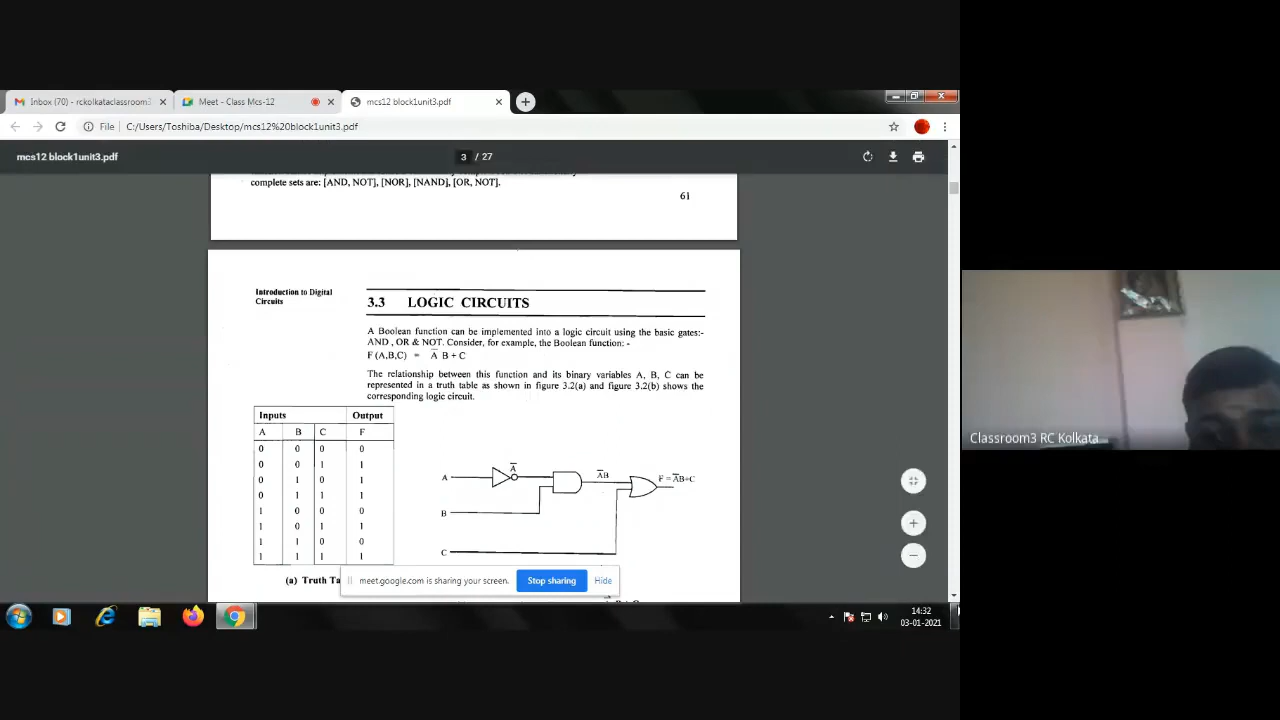 Inbox (70) - rckolkataclassroom3
Meet - Class Mcs-12
mcs12 block1unit3.pdf
File C:/Users/Toshiba/Desktop/mcs12%20block1unit3.pdf
mcs12 block1unit3.pdf
3 / 27
complete sets are: [AND, NOT], [NOR], [NAND], [OR, NOT].
61
Introduction to Digital
Circuits
3.3 LOGIC CIRCUITS
A Boolean function can be implemented into a logic circuit using the basic gates:-
AND , OR & NOT. Consider, for example, the Boolean function: -
F (A,B,C) = A̅ B + C
The relationship between this function and its binary variables A, B, C can be
represented in a truth table as shown in figure 3.2(a) and figure 3.2(b) shows the
corresponding logic circuit.
Inputs Output
A B C F
0 0 0 0
0 0 1 1
0 1 0 1
0 1 1 1
1 0 0 0
1 0 1 1
1 1 0 0
1 1 1 1
A
A̅
A̅B
F = A̅B+C
B
C
(a) Truth Ta
meet.google.com is sharing your screen. Stop sharing Hide
Classroom3 RC Kolkata
14:32
03-01-2021